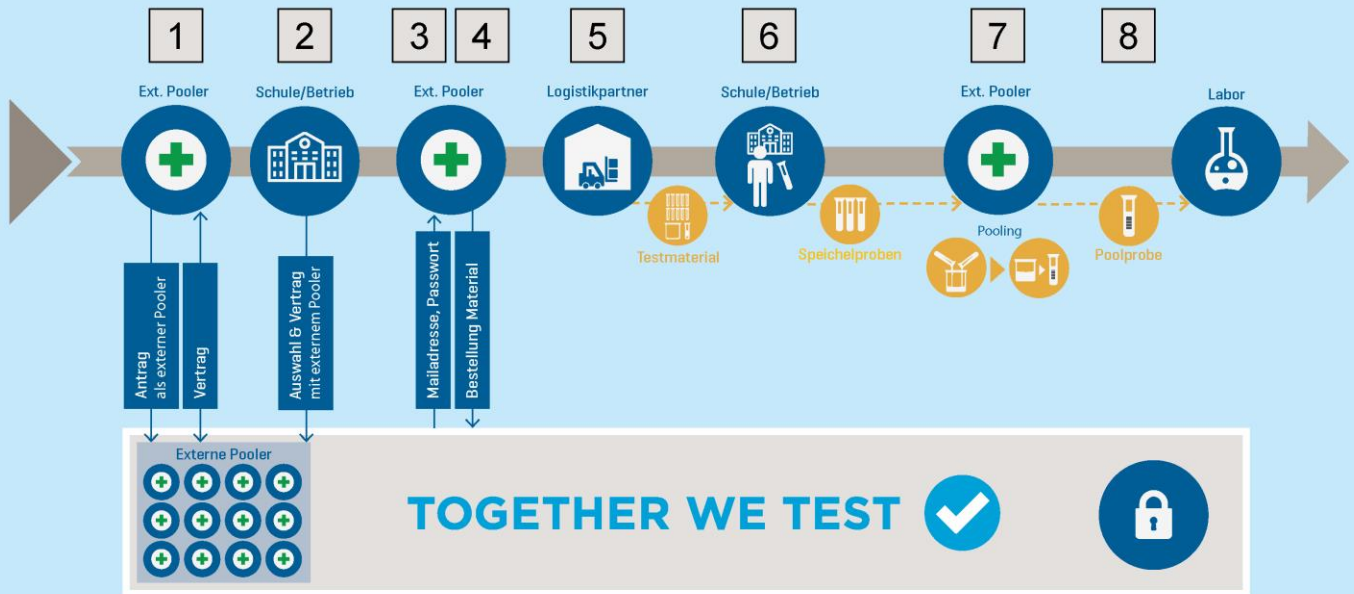 1
2
3
4
5
6
7
8
Ext. Pooler
Schule/Betrieb
Ext. Pooler
Logistikpartner
Schule/Betrieb
Ext. Pooler
Labor
Testmaterial
Speichelproben
Pooling
Poolprobe
Antrag
als externer Pooler
Vertrag
Auswahl & Vertrag
mit externem Pooler
Mailadresse, Passwort
Bestellung Material
Externe Pooler
TOGETHER WE TEST